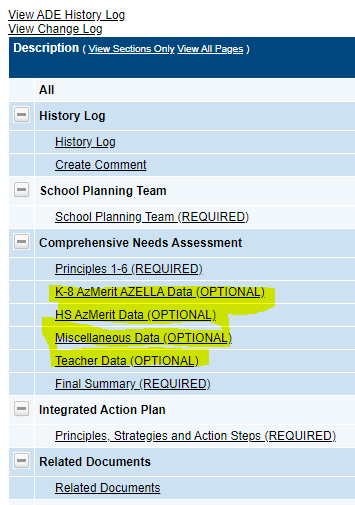 View ADE History Log
View Change Log
Description ( View Sections Only View All Pages )
All
History Log
History Log
Create Comment
School Planning Team
School Planning Team (REQUIRED)
Comprehensive Needs Assessment
Principles 1-6 (REQUIRED)
K-8 AzMerit AZELLA Data (OPTIONAL)
HS AzMerit Data (OPTIONAL)
Miscellaneous Data (OPTIONAL)
Teacher Data (OPTIONAL)
Final Summary (REQUIRED)
Integrated Action Plan
Principles, Strategies and Action Steps (REQUIRED)
Related Documents
Related Documents